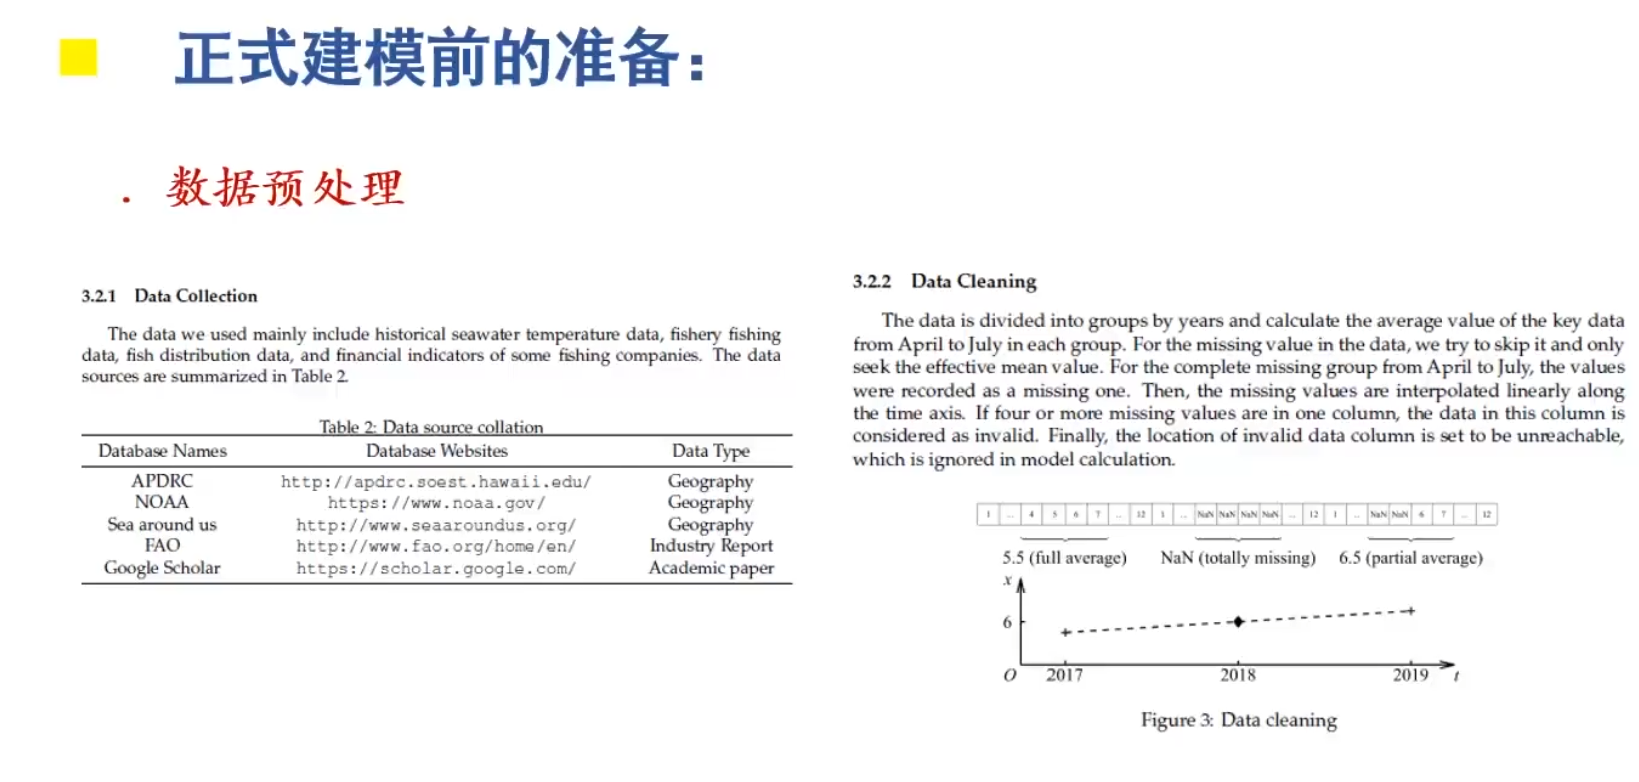 正式建模前的准备：
. 数据预处理
3.2.1 Data Collection
The data we used mainly include historical seawater temperature data, fishery fishing
data, fish distribution data, and financial indicators of some fishing companies. The data
sources are summarized in Table 2.
Table 2: Data source collation
Database Names Database Websites Data Type
APDRC http://apdrc.soest.hawaii.edu/ Geography
NOAA https://www.noaa.gov/ Geography
Sea around us http://www.seaaroundus.org/ Geography
FAO http://www.fao.org/home/en/ Industry Report
Google Scholar https://scholar.google.com/ Academic paper
3.2.2 Data Cleaning
The data is divided into groups by years and calculate the average value of the key data
from April to July in each group. For the missing value in the data, we try to skip it and only
seek the effective mean value. For the complete missing group from April to July, the values
were recorded as a missing one. Then, the missing values are interpolated linearly along
the time axis. If four or more missing values are in one column, the data in this column is
considered as invalid. Finally, the location of invalid data column is set to be unreachable,
which is ignored in model calculation.
1 .. 4 5 6 7 .. 12 1 .. NaN NaN NaN NaN .. 12 1 .. NaN NaN 6 7 .. 12
5.5 (full average) NaN (totally missing) 6.5 (partial average)
x
6
O 2017 2018 2019 t
Figure 3: Data cleaning